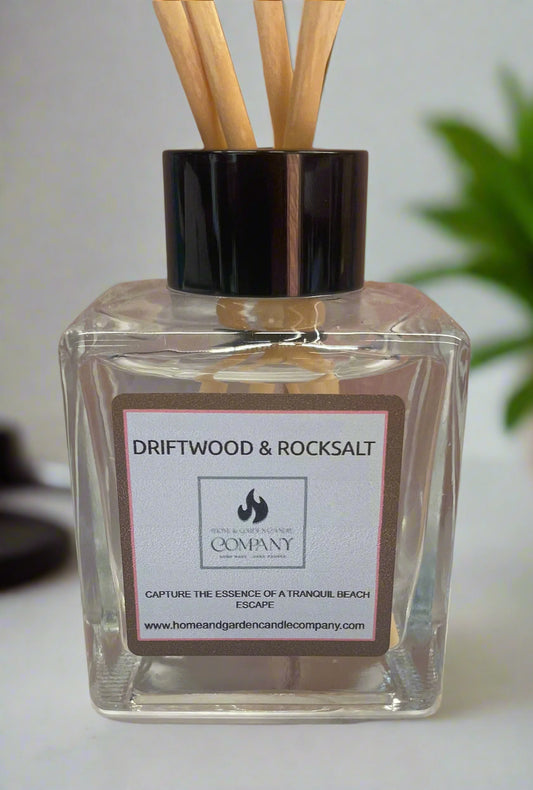 DRIFTWOOD & ROCKSALT
HOME & GARDEN CANDLE
COMPANY
CAPTURE THE ESSENCE OF A TRANQUIL BEACH
ESCAPE
www.homeandgardencandlecompany.com